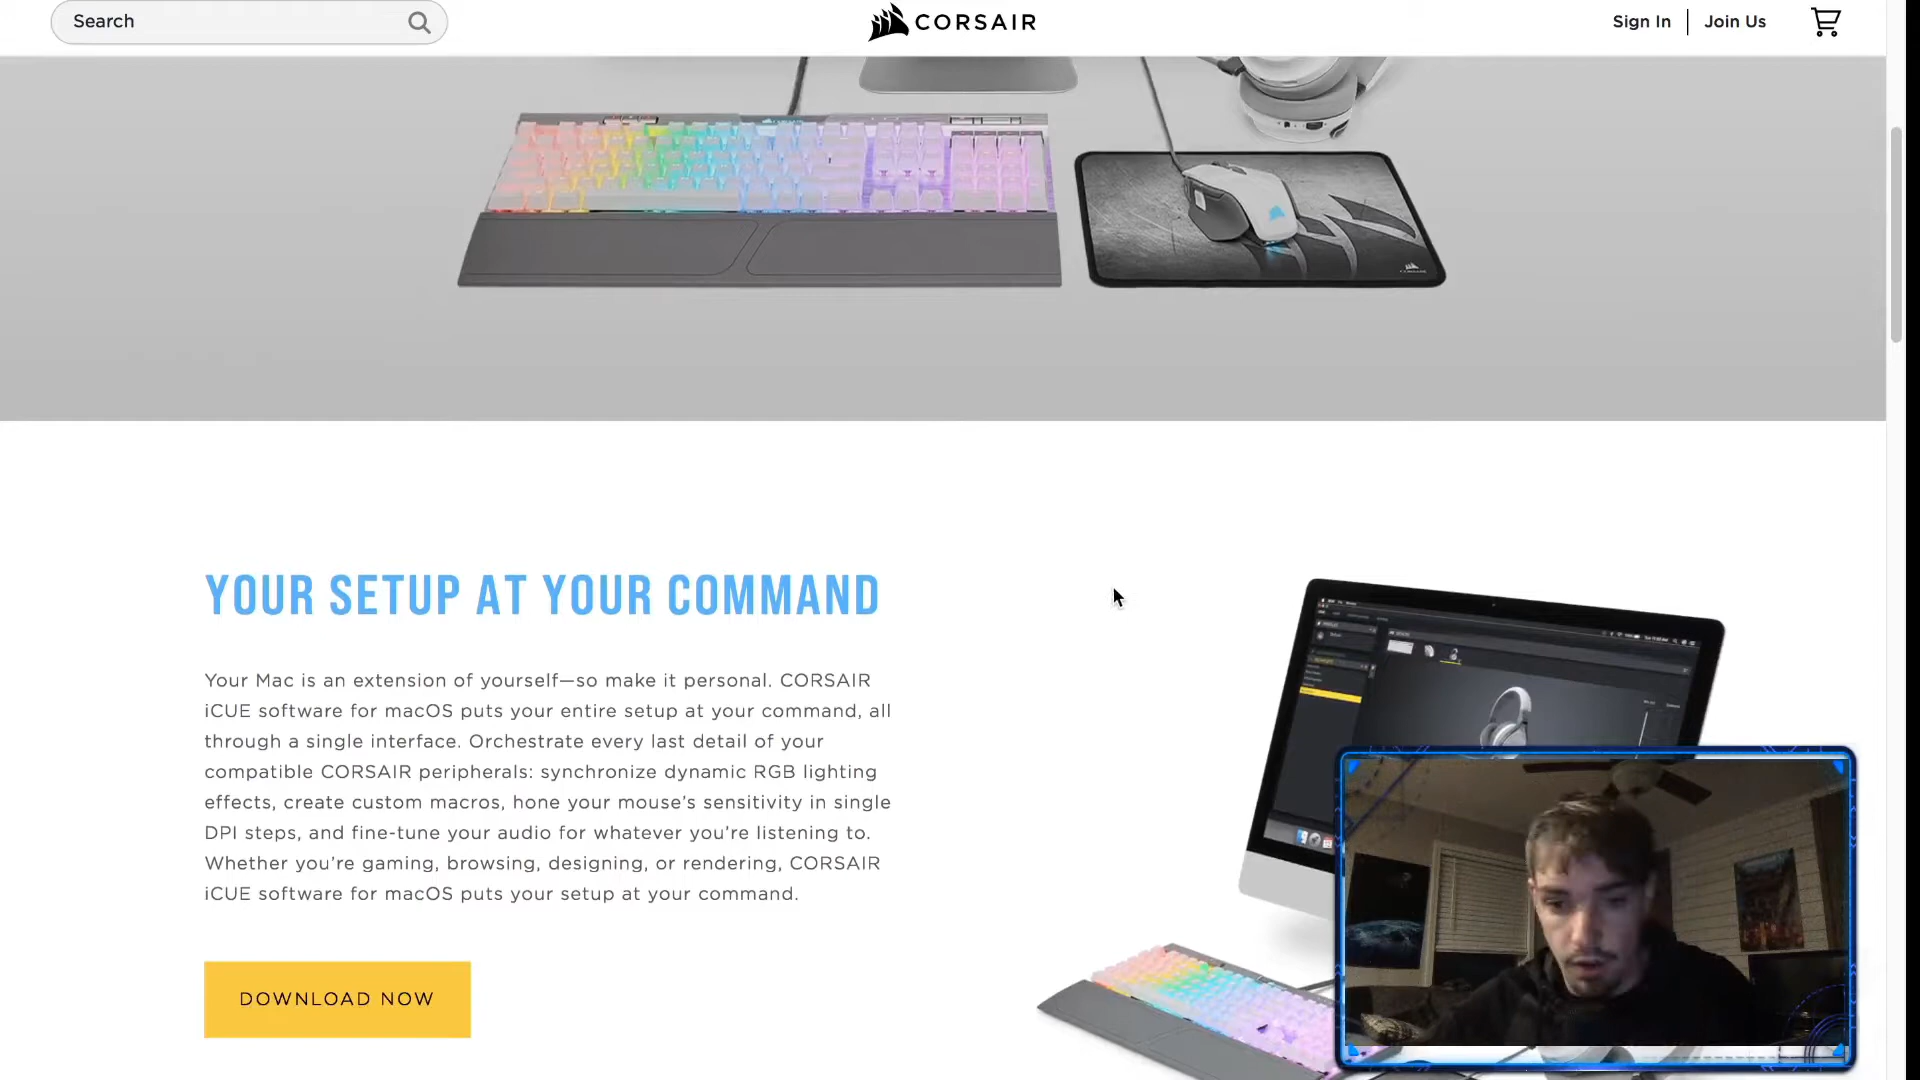 Search
CORSAIR
Sign In
Join Us
CORSAIR
YOUR SETUP AT YOUR COMMAND
Your Mac is an extension of yourself—so make it personal. CORSAIR
iCUE software for macOS puts your entire setup at your command, all
through a single interface. Orchestrate every last detail of your
compatible CORSAIR peripherals: synchronize dynamic RGB lighting
effects, create custom macros, hone your mouse’s sensitivity in single
DPI steps, and fine-tune your audio for whatever you’re listening to.
Whether you’re gaming, browsing, designing, or rendering, CORSAIR
iCUE software for macOS puts your setup at your command.
DOWNLOAD NOW